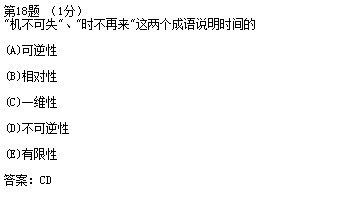 第18题 （1分）
"机不可失"、"时不再来"这两个成语说明时间的
(A)可逆性
(B)相对性
(C)一维性
(D)不可逆性
(E)有限性
答案：CD